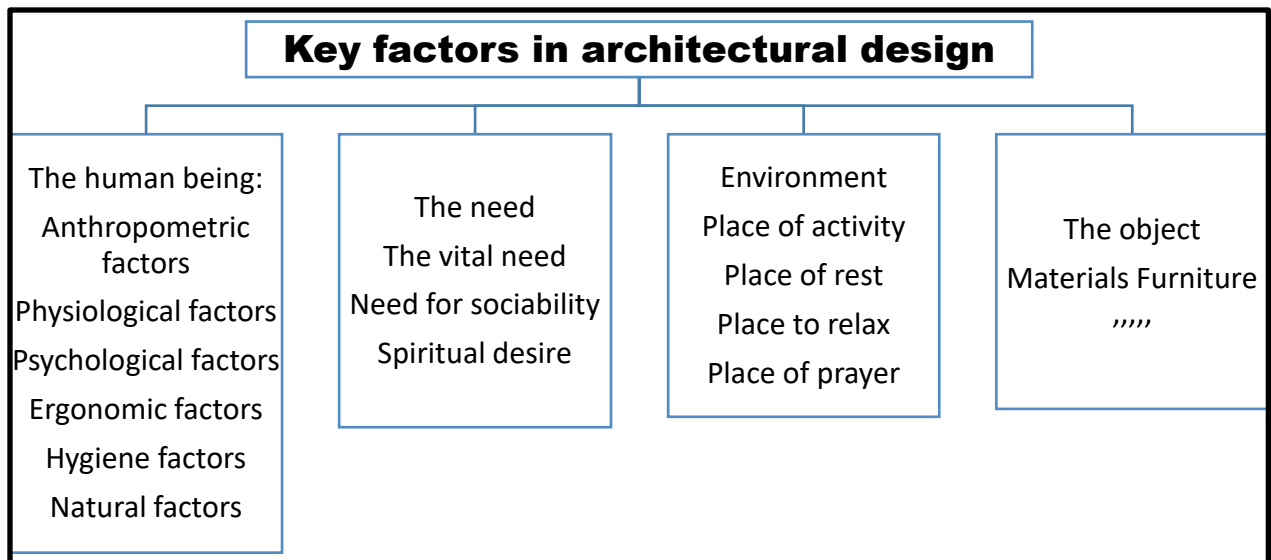 Key factors in architectural design
The human being:
Anthropometric
factors
Physiological factors
Psychological factors
Ergonomic factors
Hygiene factors
Natural factors
The need
The vital need
Need for sociability
Spiritual desire
Environment
Place of activity
Place of rest
Place to relax
Place of prayer
The object
Materials Furniture
,,,,,